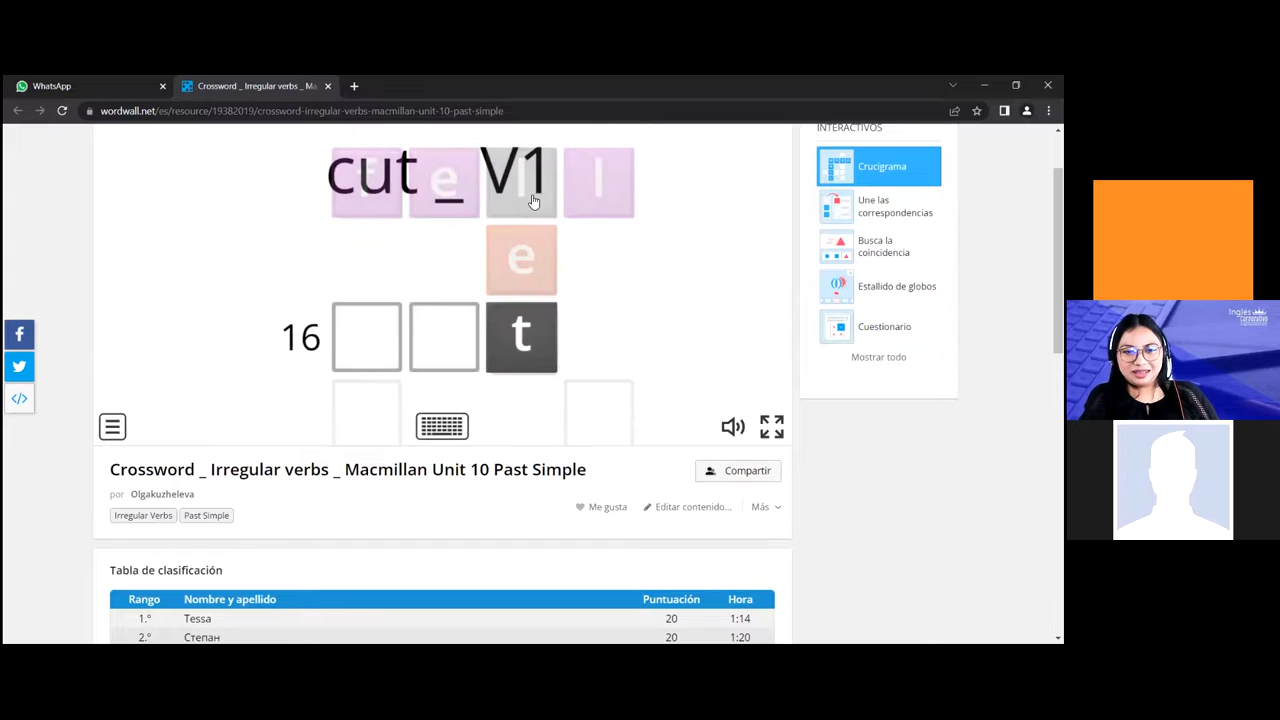 WhatsApp
Crossword _ Irregular verbs _ Ma
wordwall.net/es/resource/19382019/crossword-irregular-verbs-macmillan-unit-10-past-simple
INTERACTIVOS
cut _ V1
t e l l
Crucigrama
Une las
correspondencias
e
Busca la
coincidencia
Estallido de globos
16 t
Cuestionario
Mostrar todo
Inglés
Corporativo
Crossword _ Irregular verbs _ Macmillan Unit 10 Past Simple
Compartir
por Olgakuzheleva
Me gusta Editar contenido... Más
Irregular Verbs Past Simple
Tabla de clasificación
Rango Nombre y apellido Puntuación Hora
1.º Tessa 20 1:14
2.º Степан 20 1:20